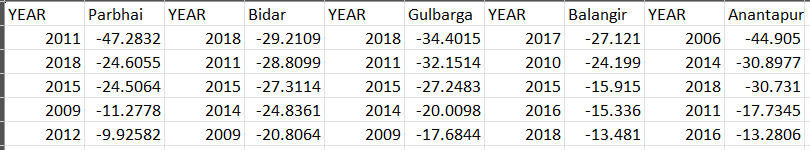 YEAR Parbhai YEAR Bidar YEAR Gulbarga YEAR Balangir YEAR Anantapur
2011 -47.2832 2018 -29.2109 2018 -34.4015 2017 -27.121 2006 -44.905
2018 -24.6055 2011 -28.8099 2011 -32.1514 2010 -24.199 2014 -30.8977
2015 -24.5064 2015 -27.3114 2015 -27.2483 2015 -15.915 2018 -30.731
2009 -11.2778 2014 -24.8361 2014 -20.0098 2016 -15.336 2011 -17.7345
2012 -9.92582 2009 -20.8064 2009 -17.6844 2018 -13.481 2016 -13.2806